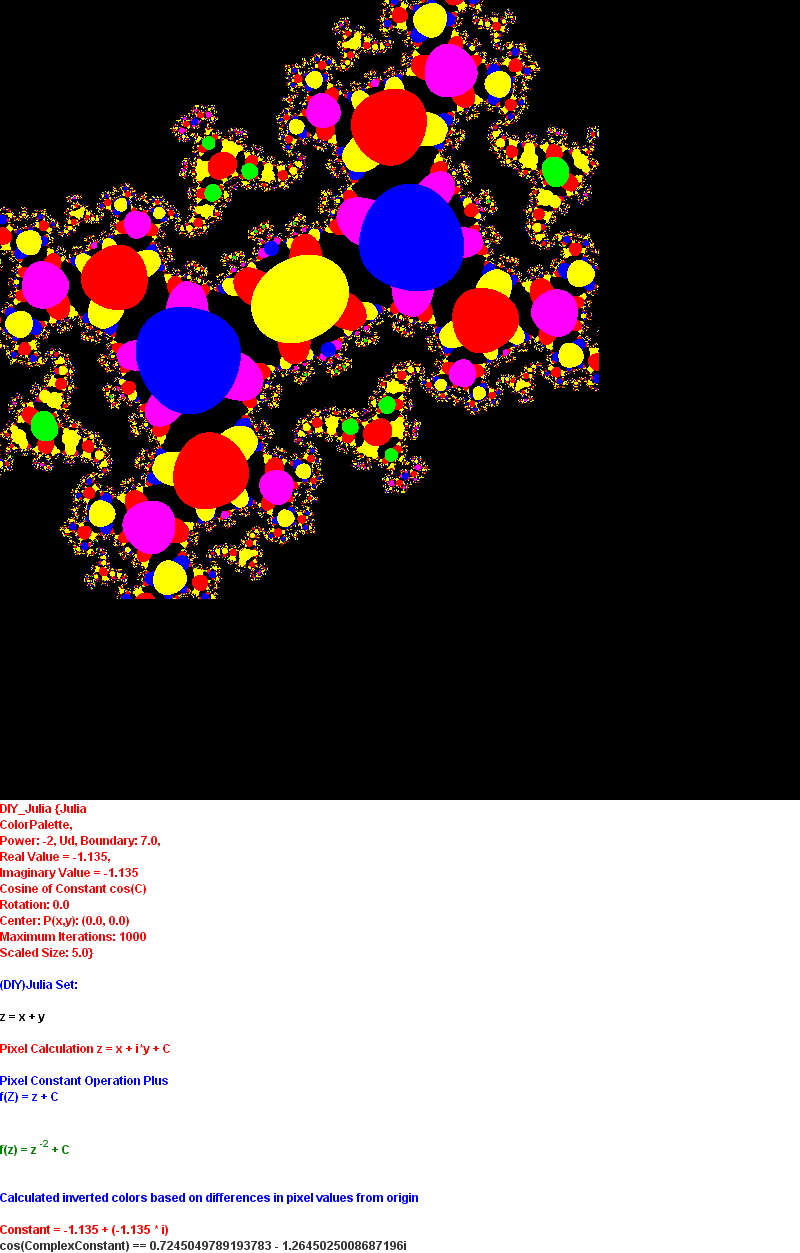 DIY_Julia {Julia
ColorPalette,
Power: -2, Ud, Boundary: 7.0,
Real Value = -1.135,
Imaginary Value = -1.135
Cosine of Constant cos(C)
Rotation: 0.0
Center: P(x,y): (0.0, 0.0)
Maximum Iterations: 1000
Scaled Size: 5.0}
(DIY)Julia Set:
z = x + y
Pixel Calculation z = x + i*y + C
Pixel Constant Operation Plus
f(Z) = z + C
f(z) = z -2 + C
Calculated inverted colors based on differences in pixel values from origin
Constant = -1.135 + (-1.135 * i)
cos(ComplexConstant) == 0.7245049789193783 - 1.2645025008687196i